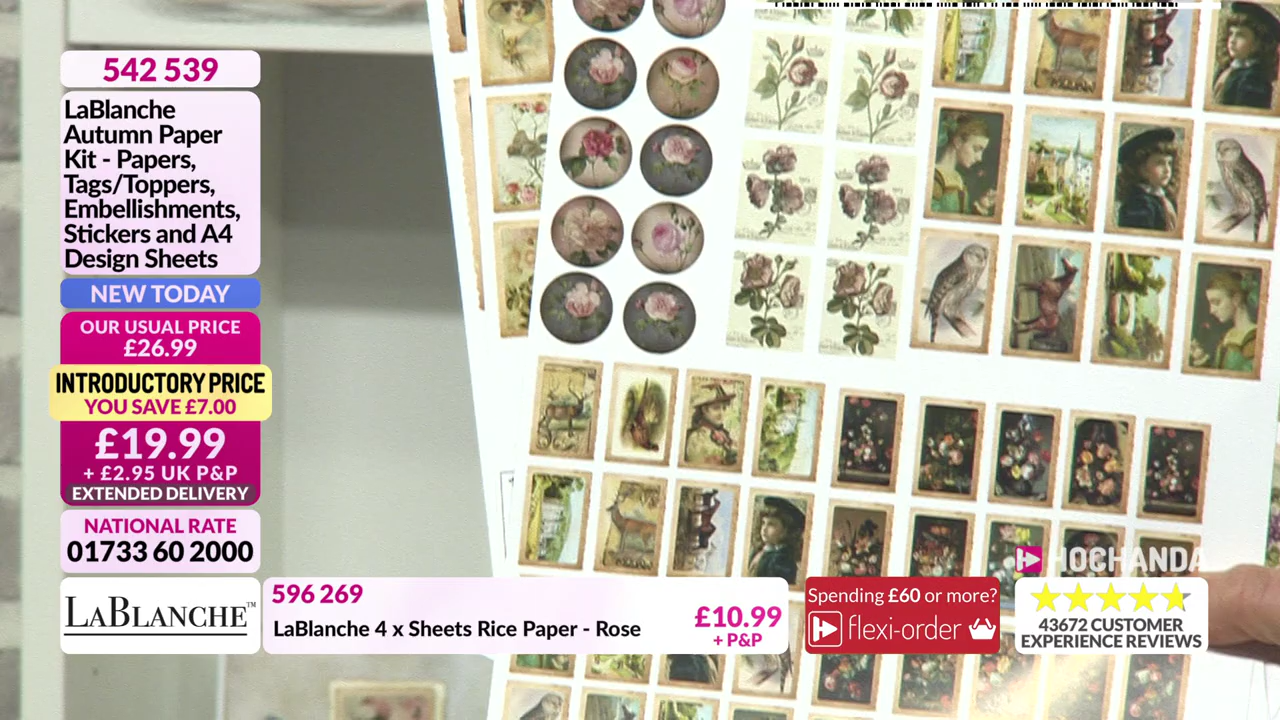 542 539
LaBlanche
Autumn Paper
Kit - Papers,
Tags/Toppers,
Embellishments,
Stickers and A4
Design Sheets
NEW TODAY
OUR USUAL PRICE
£26.99
INTRODUCTORY PRICE
YOU SAVE £7.00
£19.99
+ £2.95 UK P&P
EXTENDED DELIVERY
NATIONAL RATE
01733 60 2000
LABLANCHE™
596 269
LaBlanche 4 x Sheets Rice Paper - Rose
£10.99
+ P&P
Spending £60 or more?
flexi-order
HOCHANDA
43672 CUSTOMER
EXPERIENCE REVIEWS